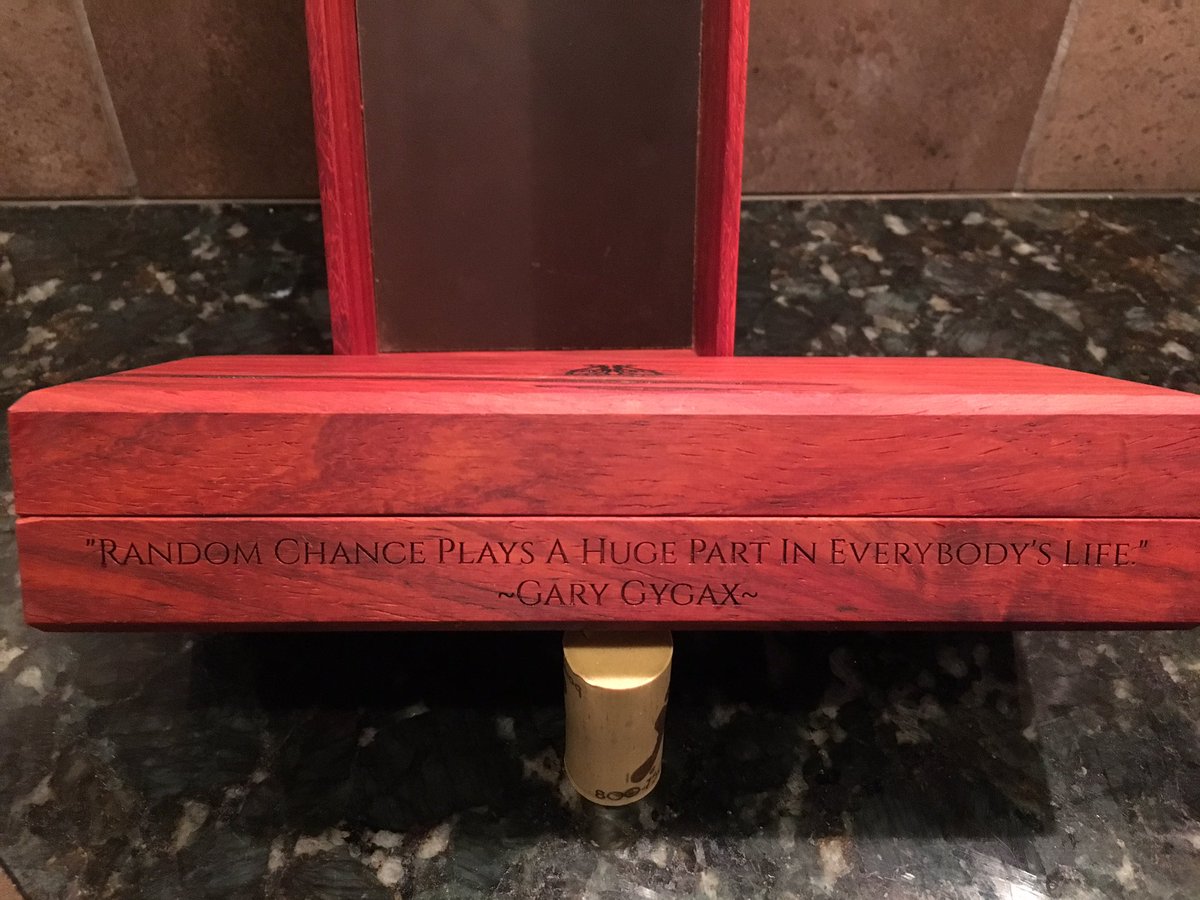 "Random Chance Plays A Huge Part In Everybody's Life."
~Gary Gygax~